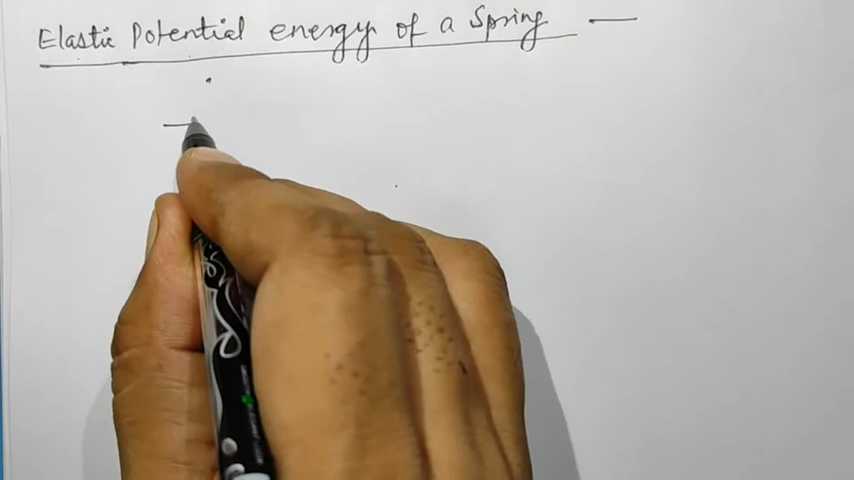 Elastic Potential energy of a Spring —